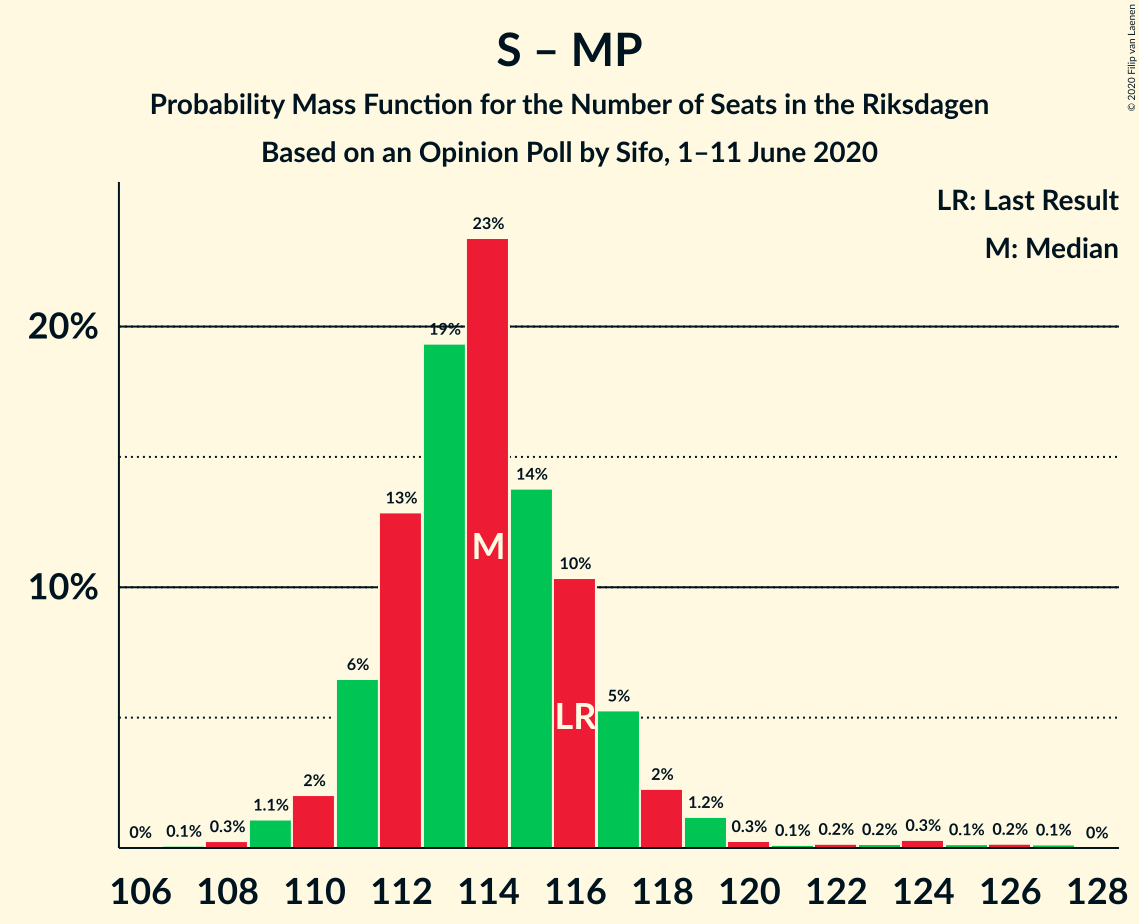 S – MP
Probability Mass Function for the Number of Seats in the Riksdagen
Based on an Opinion Poll by Sifo, 1–11 June 2020
© 2020 Filip van Laenen
LR: Last Result
M: Median
20%
10%
0%
0.1%
0.3%
1.1%
2%
6%
13%
19%
23%
14%
10%
5%
2%
1.2%
0.3%
0.1%
0.2%
0.2%
0.3%
0.1%
0.2%
0.1%
0%
M
LR
106 108 110 112 114 116 118 120 122 124 126 128